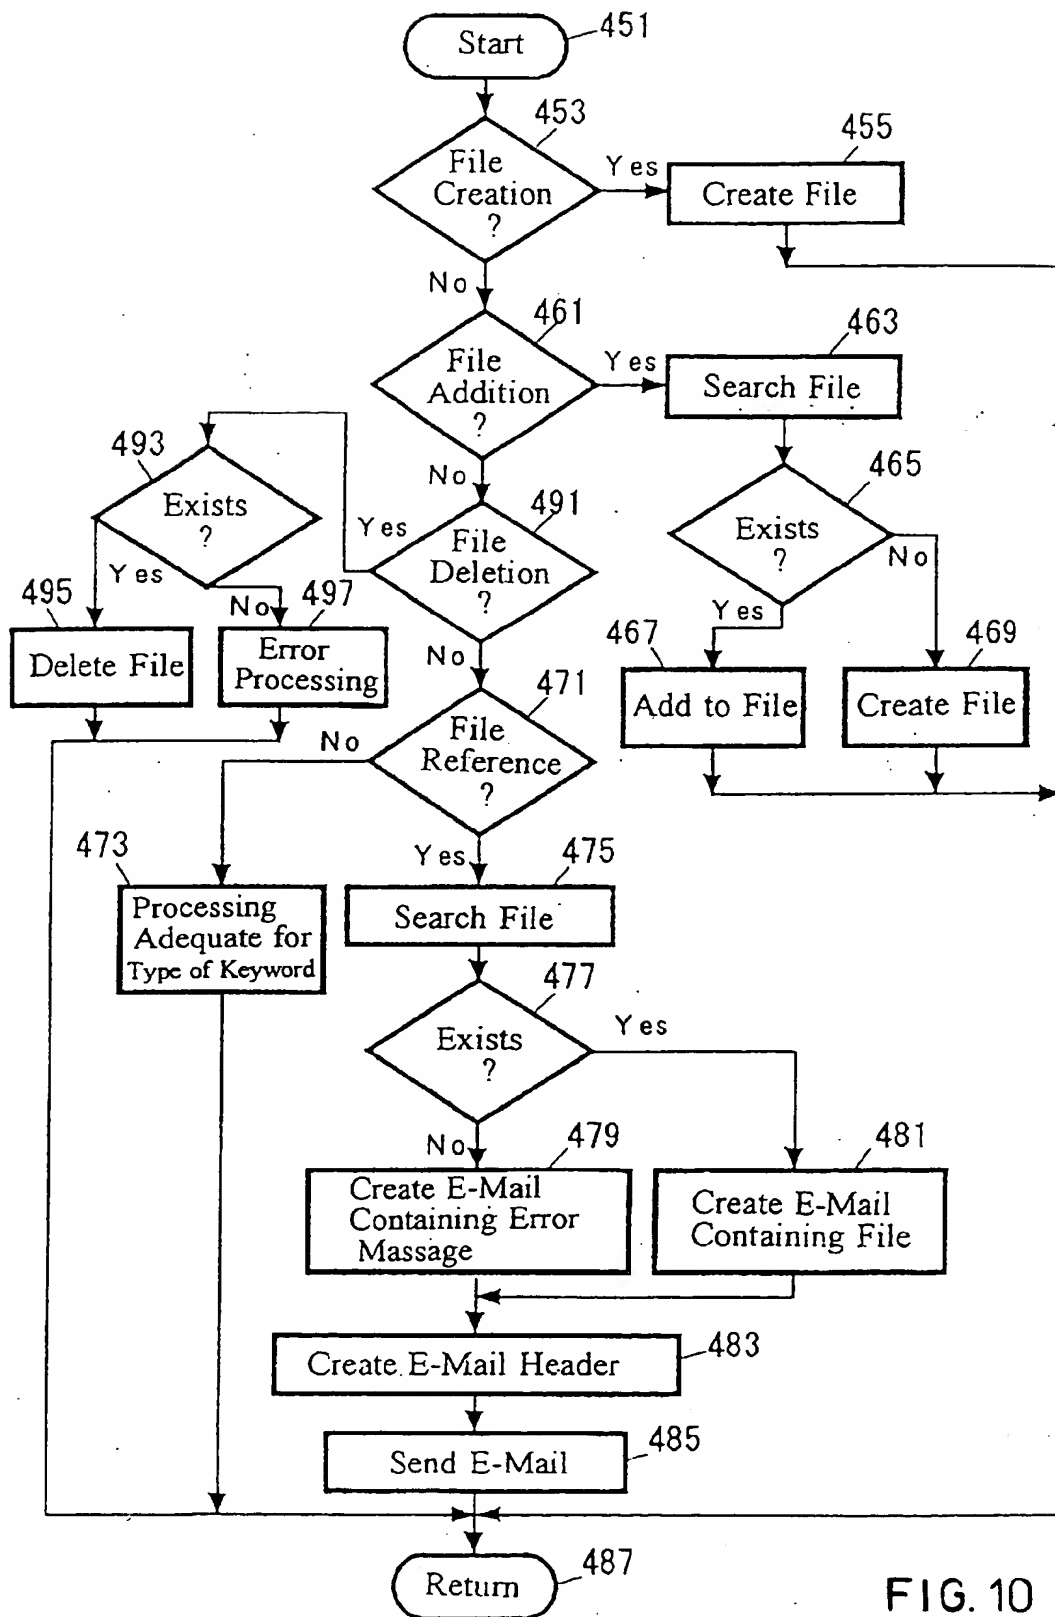 451
Start
453
File
Creation
?
Yes
455
Create File
No
461
File
Addition
?
Yes
463
Search File
465
Exists
?
No
Yes
467
Add to File
469
Create File
No
491
File
Deletion
?
Yes
493
Exists
?
Yes
No
495
Delete File
497
Error
Processing
No
471
File
Reference
?
No
473
Processing
Adequate for
Type of Keyword
Yes
475
Search File
477
Exists
?
Yes
No
479
Create E-Mail
Containing Error
Massage
481
Create E-Mail
Containing File
Create E-Mail Header
483
Send E-Mail
485
Return
487
FIG. 10